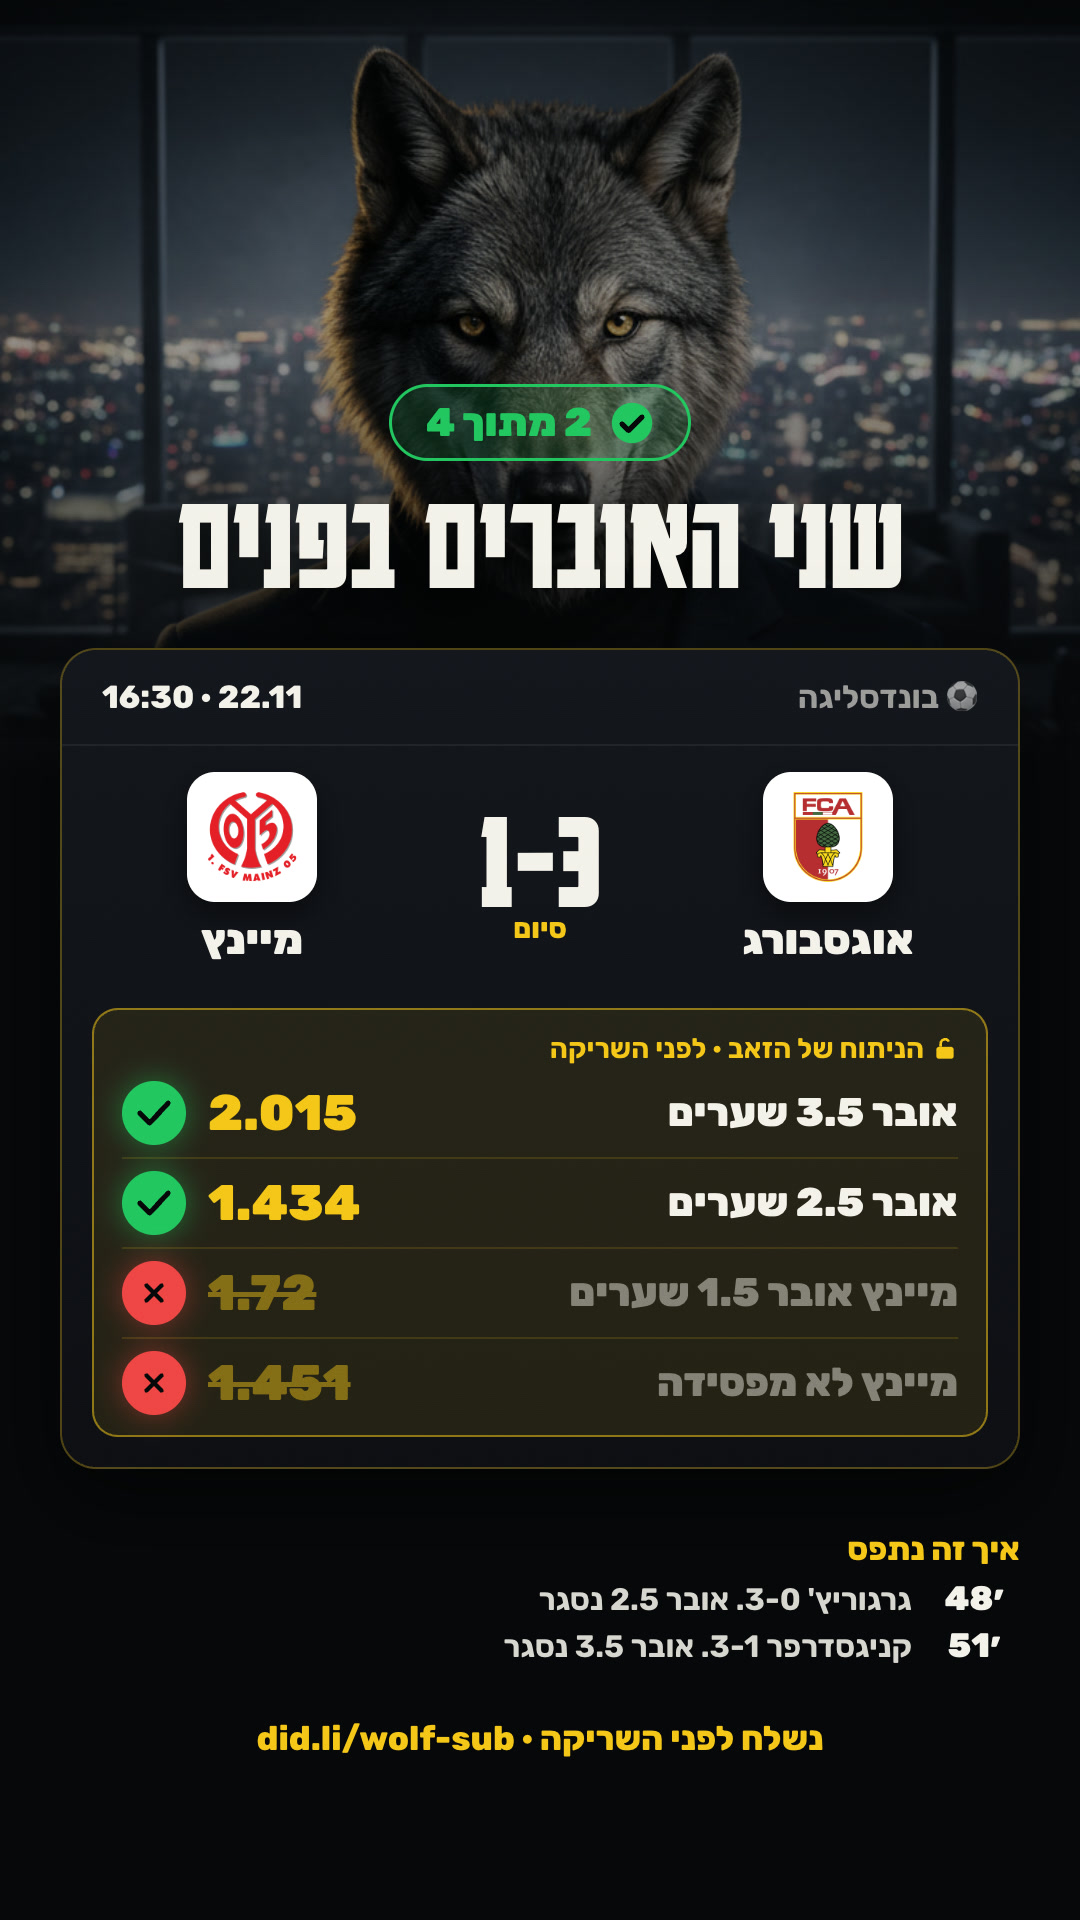 2 מתוך 4
שני האוברים בפנים
בונדסליגה
22.11 • 16:30
FCA
1907
אוגסבורג
3-1
סיום
05
1. FSV MAINZ 05
מיינץ
הניתוח של הזאב • לפני השריקה
אובר 3.5 שערים 2.015
אובר 2.5 שערים 1.434
מיינץ אובר 1.5 שערים 1.72
מיינץ לא מפסידה 1.451
איך זה נתפס
48׳ גרגוריץ' 3-0. אובר 2.5 נסגר
51׳ קניגסדרפר 3-1. אובר 3.5 נסגר
נשלח לפני השריקה • did.li/wolf-sub